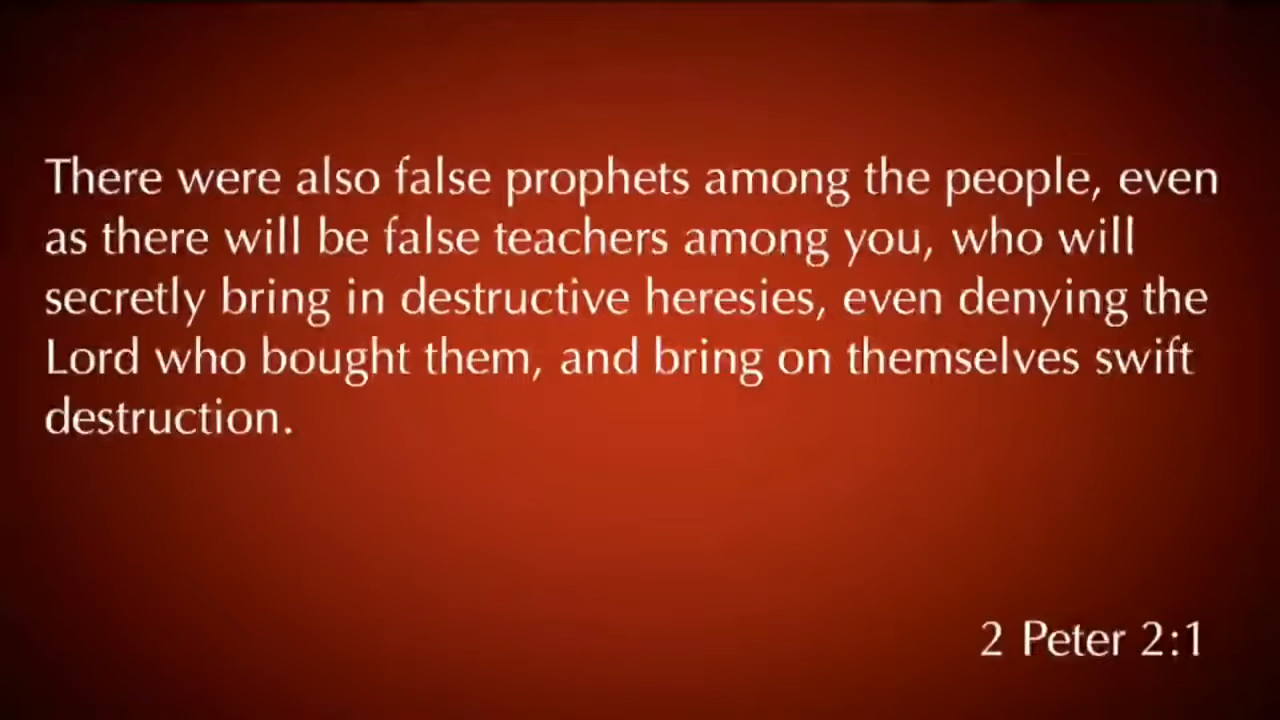 There were also false prophets among the people, even
as there will be false teachers among you, who will
secretly bring in destructive heresies, even denying the
Lord who bought them, and bring on themselves swift
destruction.
2 Peter 2:1